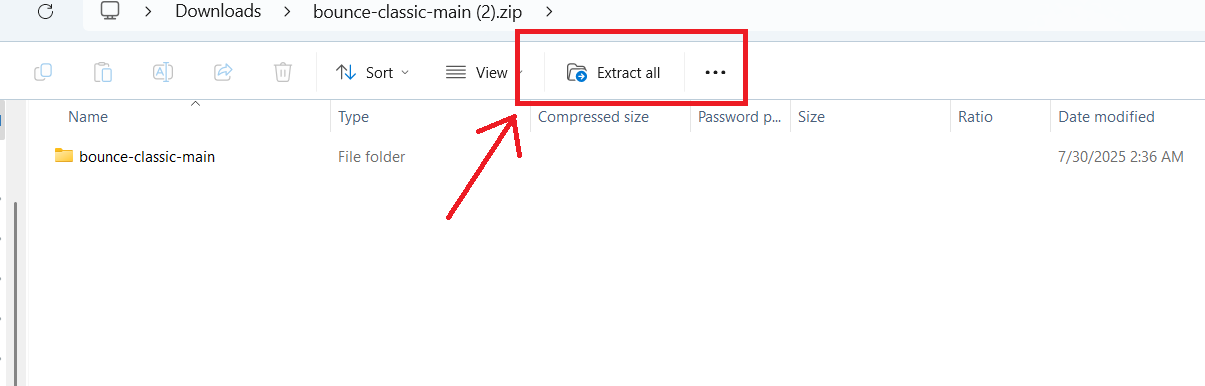 Downloads bounce-classic-main (2).zip
Sort View Extract all
Name Type Compressed size Password p... Size Ratio Date modified
bounce-classic-main File folder 7/30/2025 2:36 AM